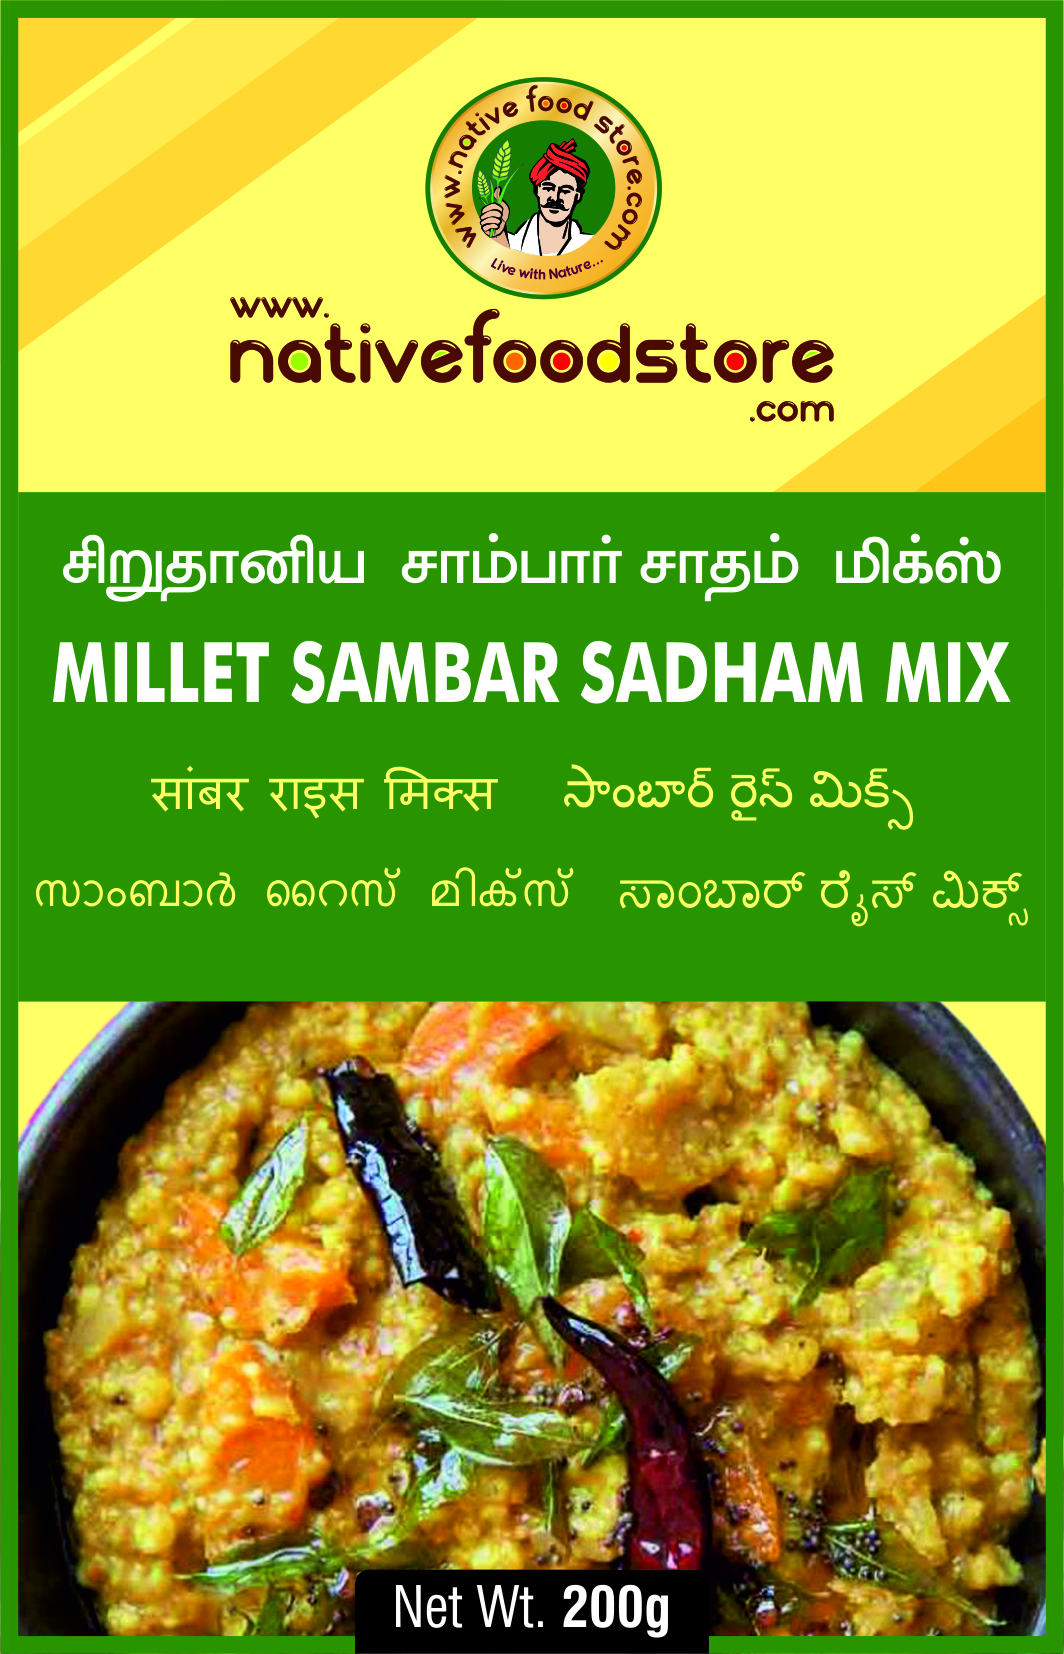 www.native food store.com
Live with Nature...
www.
nativefoodstore
.com
சிறுதானிய சாம்பார் சாதம் மிக்ஸ்
MILLET SAMBAR SADHAM MIX
सांबर राइस मिक्स సాంబార్ రైస్ మిక్స్
സാംബാർ റൈസ് മിക്സ് ಸಾಂಬಾರ್ ರೈಸ್ ಮಿಕ್ಸ್
Net Wt. 200g